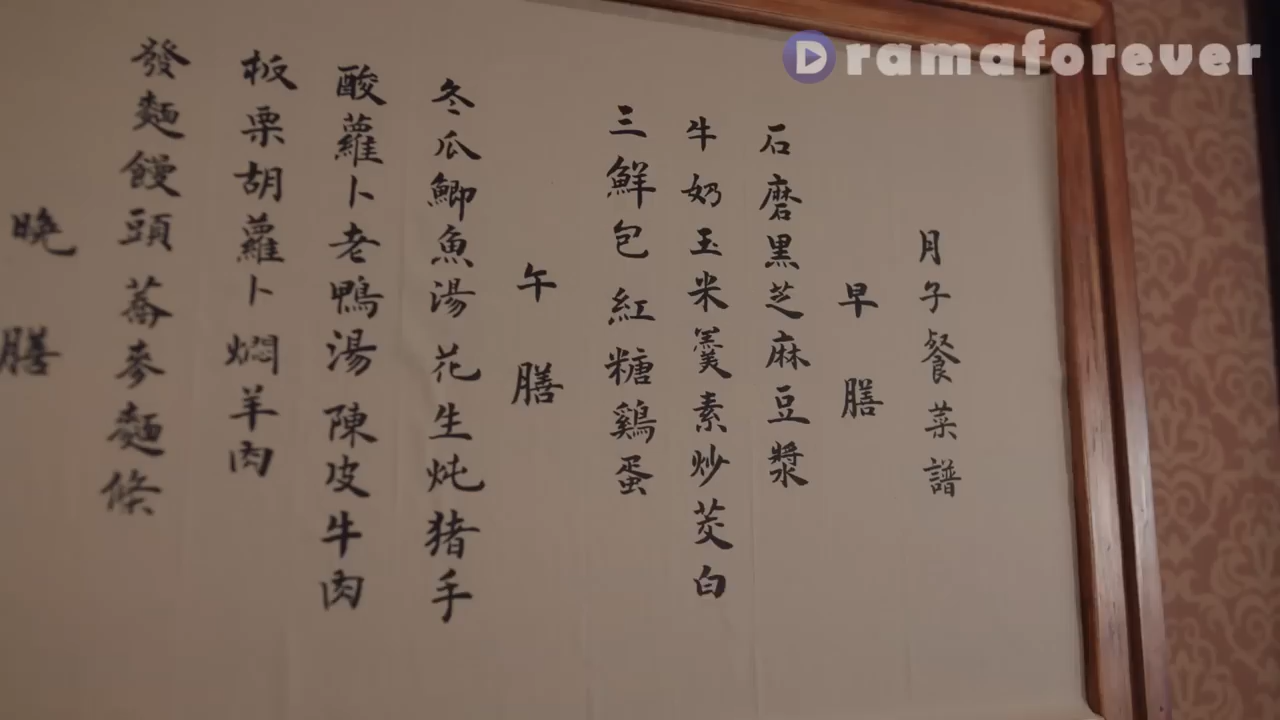 月子餐菜譜
早膳
石磨黑芝麻豆漿
牛奶玉米羹素炒茭白
三鮮包 紅糖鷄蛋
午膳
冬瓜鯽魚湯 花生炖猪手
酸蘿卜老鴨湯 陳皮牛肉
板栗胡蘿卜燜羊肉
發麵饅頭 蕎麥麵條
晚膳
Dramaforever